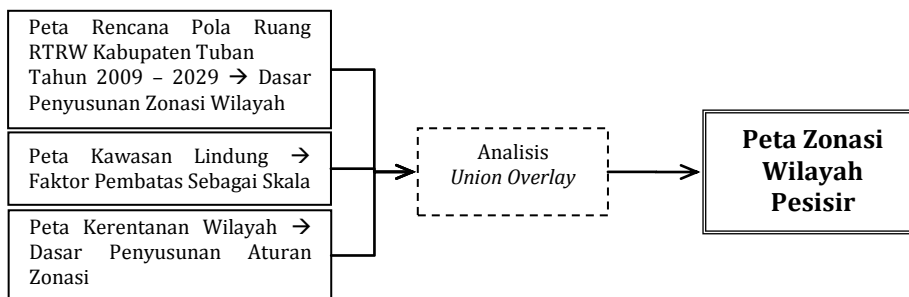 Peta Rencana Pola Ruang
RTRW Kabupaten Tuban
Tahun 2009 – 2029 → Dasar
Penyusunan Zonasi Wilayah
Peta Kawasan Lindung →
Faktor Pembatas Sebagai Skala
Peta Kerentanan Wilayah →
Dasar Penyusunan Aturan
Zonasi
Analisis
Union Overlay
Peta Zonasi
Wilayah
Pesisir